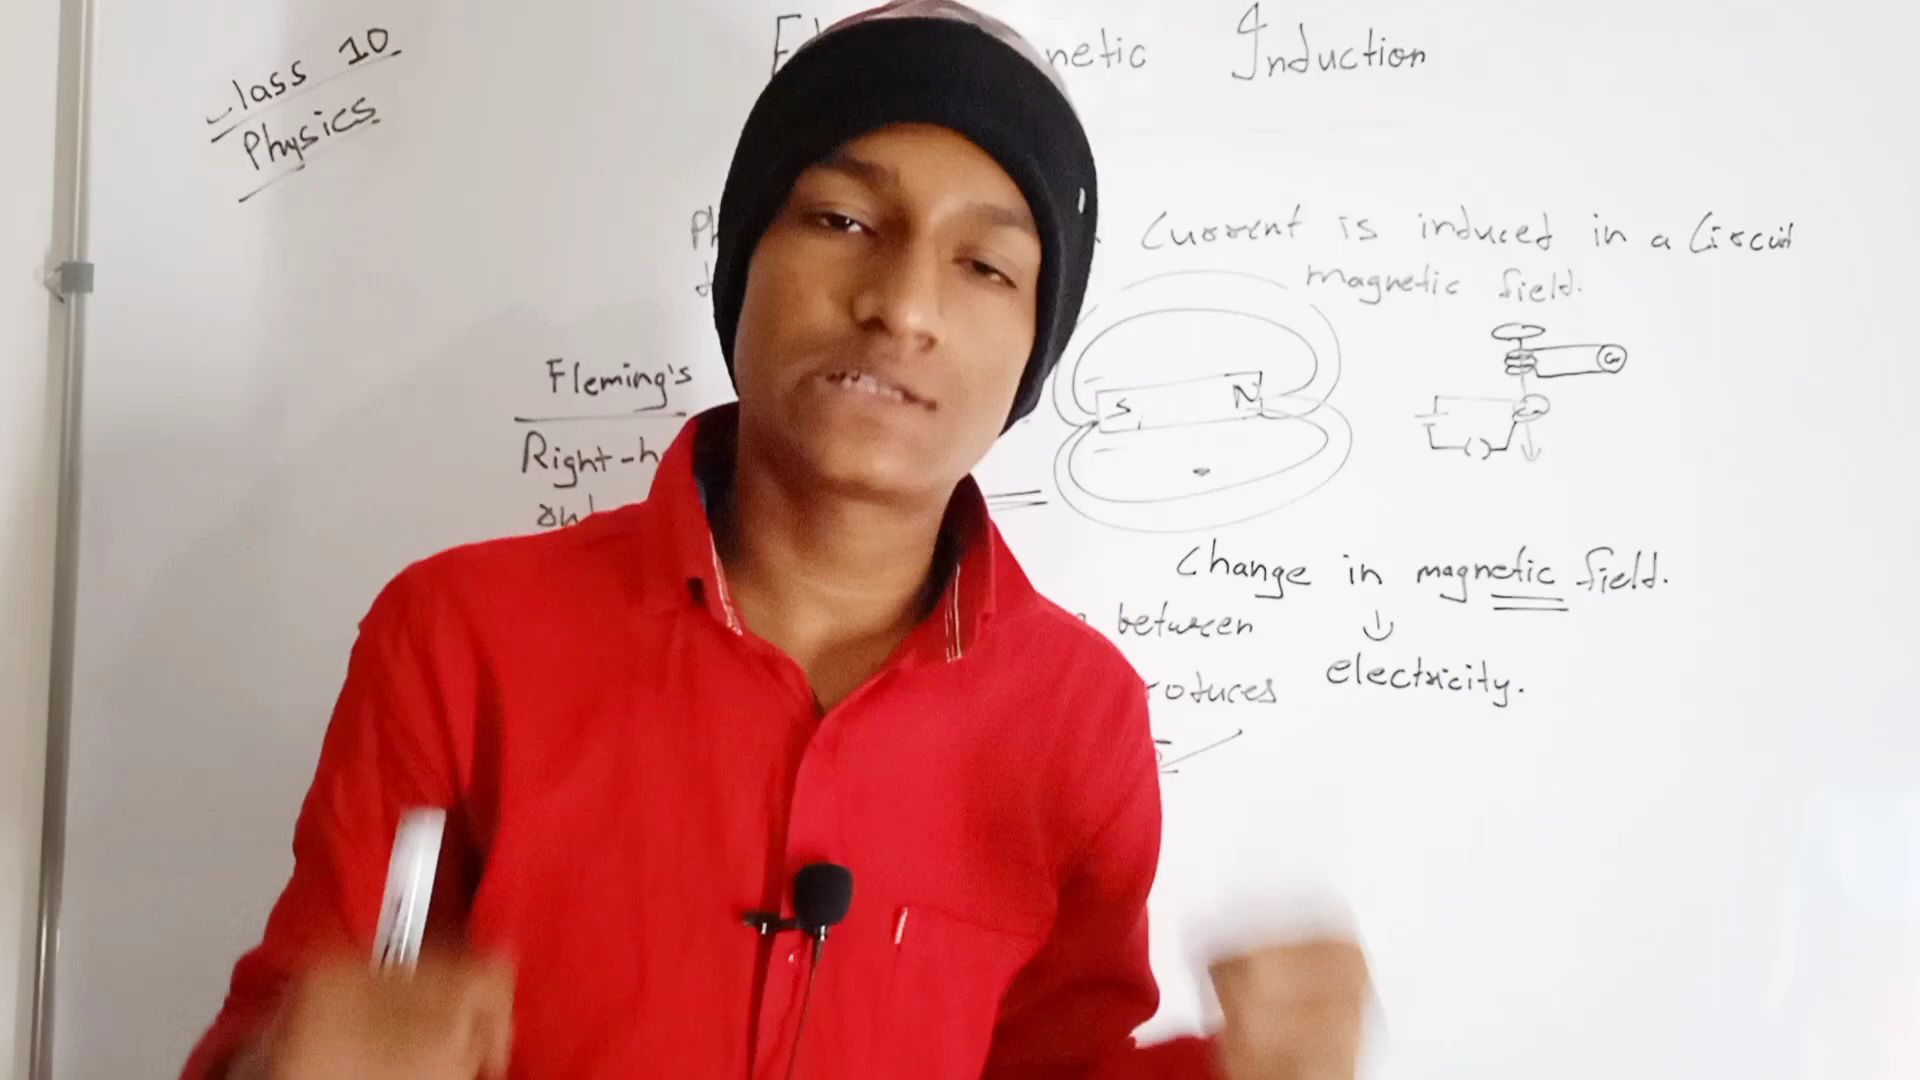 Class 10
Physics
netic Induction
Current is induced in a Circuit
magnetic field.
Fleming's
Right-h
S N
Change in magnetic field.
between
electricity.
roduces